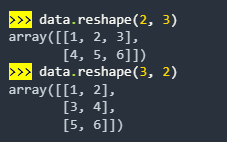 >>> data.reshape(2, 3)
array([[1, 2, 3],
       [4, 5, 6]])
>>> data.reshape(3, 2)
array([[1, 2],
       [3, 4],
       [5, 6]])